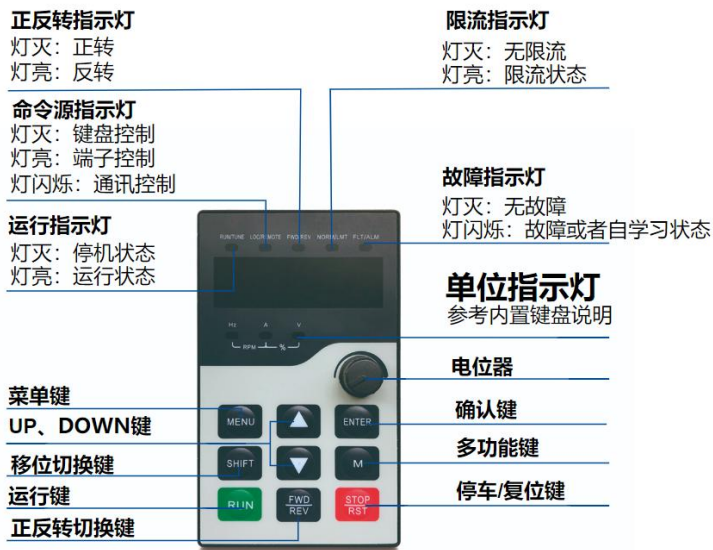 正反转指示灯
灯灭：正转
灯亮：反转
命令源指示灯
灯灭：键盘控制
灯亮：端子控制
灯闪烁：通讯控制
运行指示灯
灯灭：停机状态
灯亮：运行状态
限流指示灯
灯灭：无限流
灯亮：限流状态
故障指示灯
灯灭：无故障
灯闪烁：故障或者自学习状态
单位指示灯
参考内置键盘说明
RUN/TUNE LOC/REMOTE FWD/REV NOR/ELMT FLT/ALM
Hz A V
RPM %
菜单键
UP、DOWN键
移位切换键
运行键
正反转切换键
电位器
确认键
多功能键
停车/复位键
MENU ENTER
SHIFT M
RUN FWD REV STOP RST